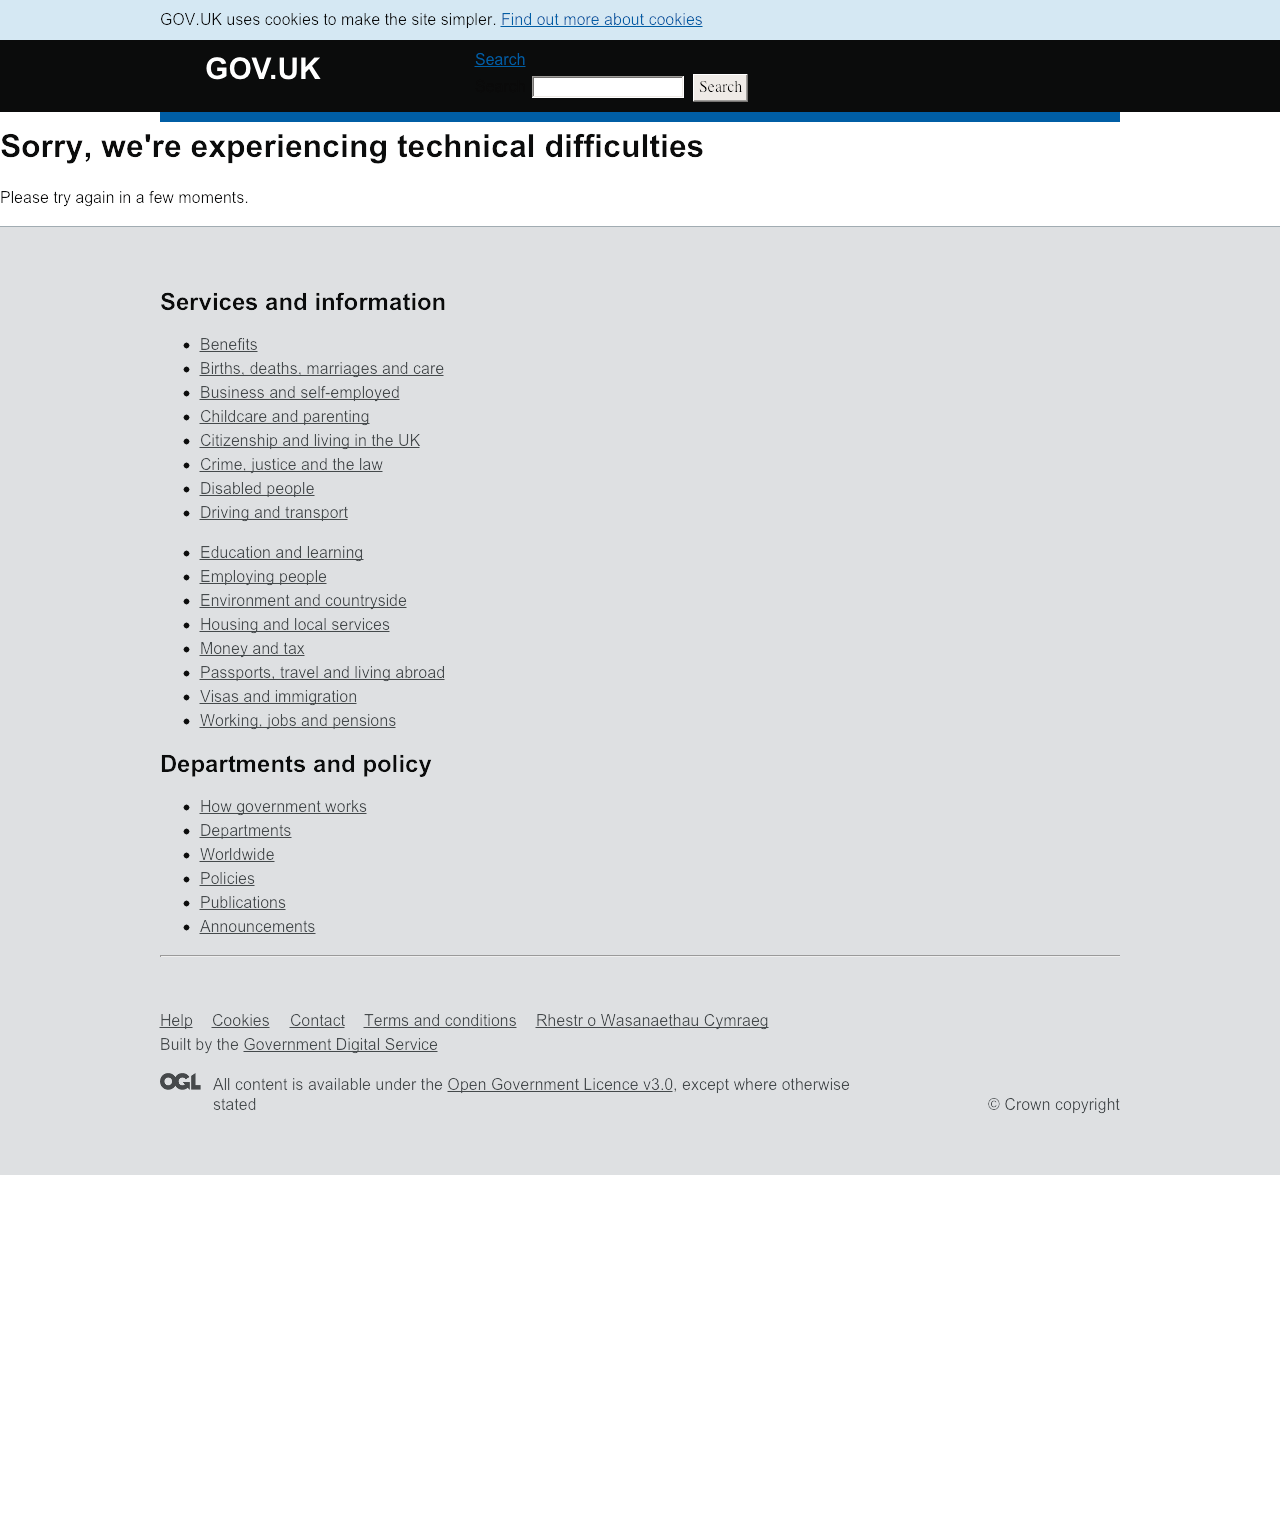 GOV.UK uses cookies to make the site simpler. Find out more about cookies
GOV.UK
Search
Search
Sorry, we're experiencing technical difficulties
Please try again in a few moments.
Services and information
Benefits
Births, deaths, marriages and care
Business and self-employed
Childcare and parenting
Citizenship and living in the UK
Crime, justice and the law
Disabled people
Driving and transport
Education and learning
Employing people
Environment and countryside
Housing and local services
Money and tax
Passports, travel and living abroad
Visas and immigration
Working, jobs and pensions
Departments and policy
How government works
Departments
Worldwide
Policies
Publications
Announcements
Help Cookies Contact Terms and conditions Rhestr o Wasanaethau Cymraeg
Built by the Government Digital Service
OGL All content is available under the Open Government Licence v3.0, except where otherwise
stated
© Crown copyright